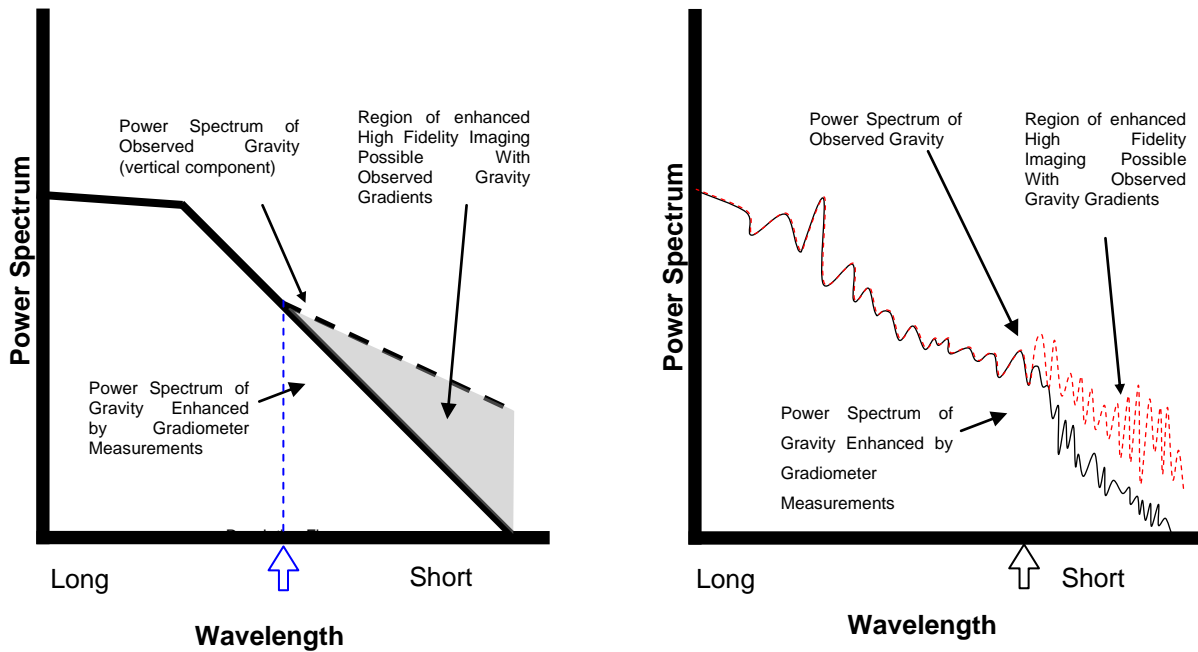 Power Spectrum
Power Spectrum of
Observed Gravity
(vertical component)
Region of enhanced
High Fidelity Imaging
Possible With
Observed Gravity
Gradients
Power Spectrum of
Gravity Enhanced
by Gradiometer
Measurements
Long
Short
Wavelength
Power Spectrum
Power Spectrum of
Observed Gravity
Region of enhanced
High Fidelity
Imaging Possible
With Observed
Gravity Gradients
Power Spectrum of
Gravity Enhanced by
Gradiometer
Measurements
Long
Short
Wavelength